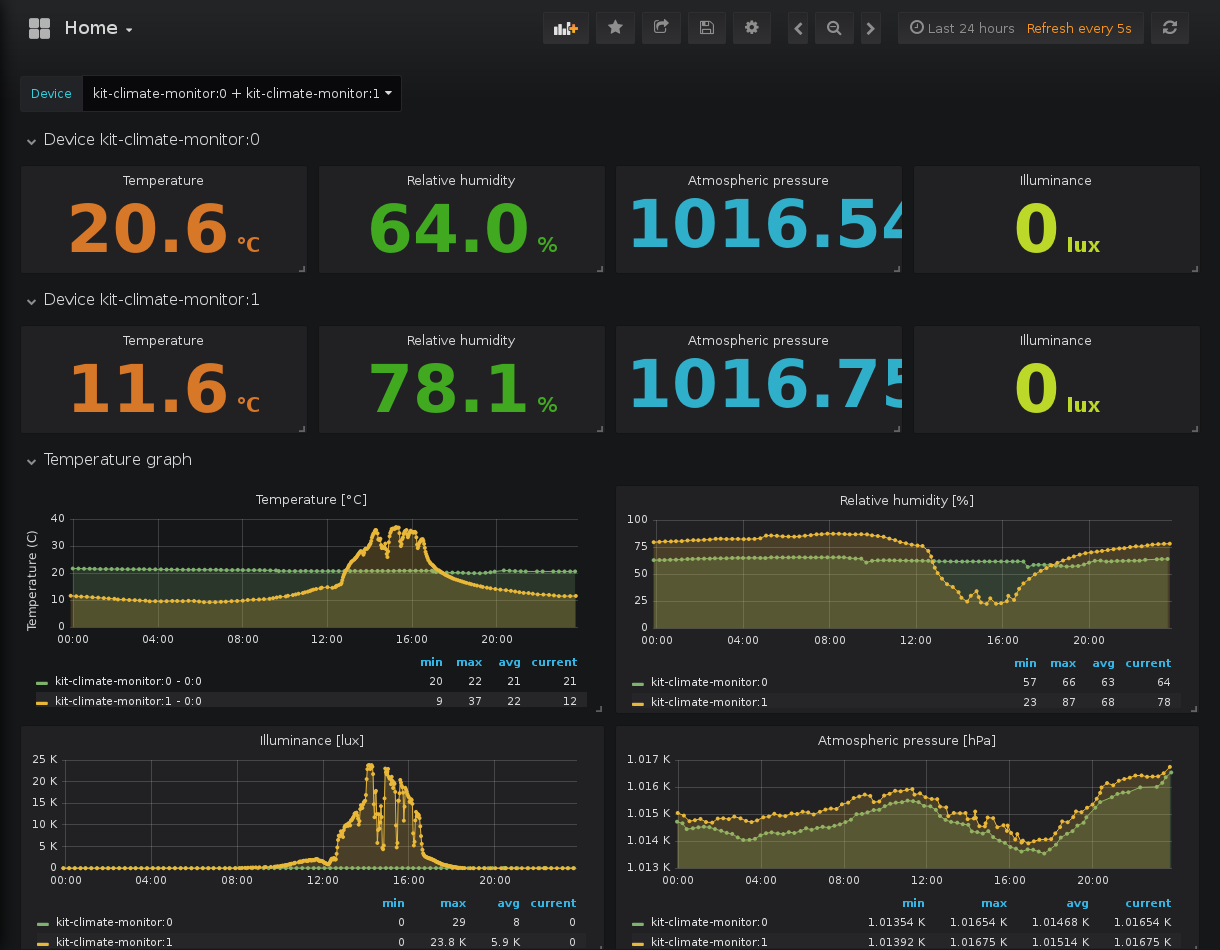 Home
Last 24 hours Refresh every 5s
Device kit-climate-monitor:0 + kit-climate-monitor:1
Device kit-climate-monitor:0
Temperature
20.6 °C
Relative humidity
64.0 %
Atmospheric pressure
1016.54
Illuminance
0 lux
Device kit-climate-monitor:1
Temperature
11.6 °C
Relative humidity
78.1 %
Atmospheric pressure
1016.75
Illuminance
0 lux
Temperature graph
Temperature [°C]
Temperature (C)
40
30
20
10
0
00:00 04:00 08:00 12:00 16:00 20:00
min max avg current
kit-climate-monitor:0 - 0:0 20 22 21 21
kit-climate-monitor:1 - 0:0 9 37 22 12
Relative humidity [%]
100
75
50
25
0
00:00 04:00 08:00 12:00 16:00 20:00
min max avg current
kit-climate-monitor:0 57 66 63 64
kit-climate-monitor:1 23 87 68 78
Illuminance [lux]
25 K
20 K
15 K
10 K
5 K
0
00:00 04:00 08:00 12:00 16:00 20:00
min max avg current
kit-climate-monitor:0 0 29 8 0
kit-climate-monitor:1 0 23.8 K 5.9 K 0
Atmospheric pressure [hPa]
1.017 K
1.016 K
1.015 K
1.014 K
1.013 K
00:00 04:00 08:00 12:00 16:00 20:00
min max avg current
kit-climate-monitor:0 1.01354 K 1.01654 K 1.01468 K 1.01654 K
kit-climate-monitor:1 1.01392 K 1.01675 K 1.01514 K 1.01675 K